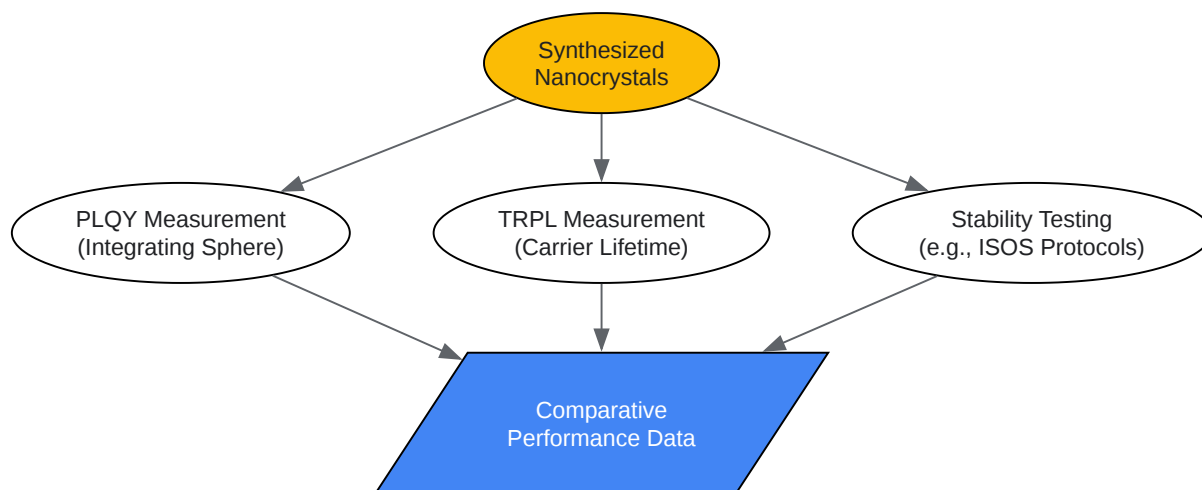 Synthesized
Nanocrystals
PLQY Measurement
(Integrating Sphere)
TRPL Measurement
(Carrier Lifetime)
Stability Testing
(e.g., ISOS Protocols)
Comparative
Performance Data